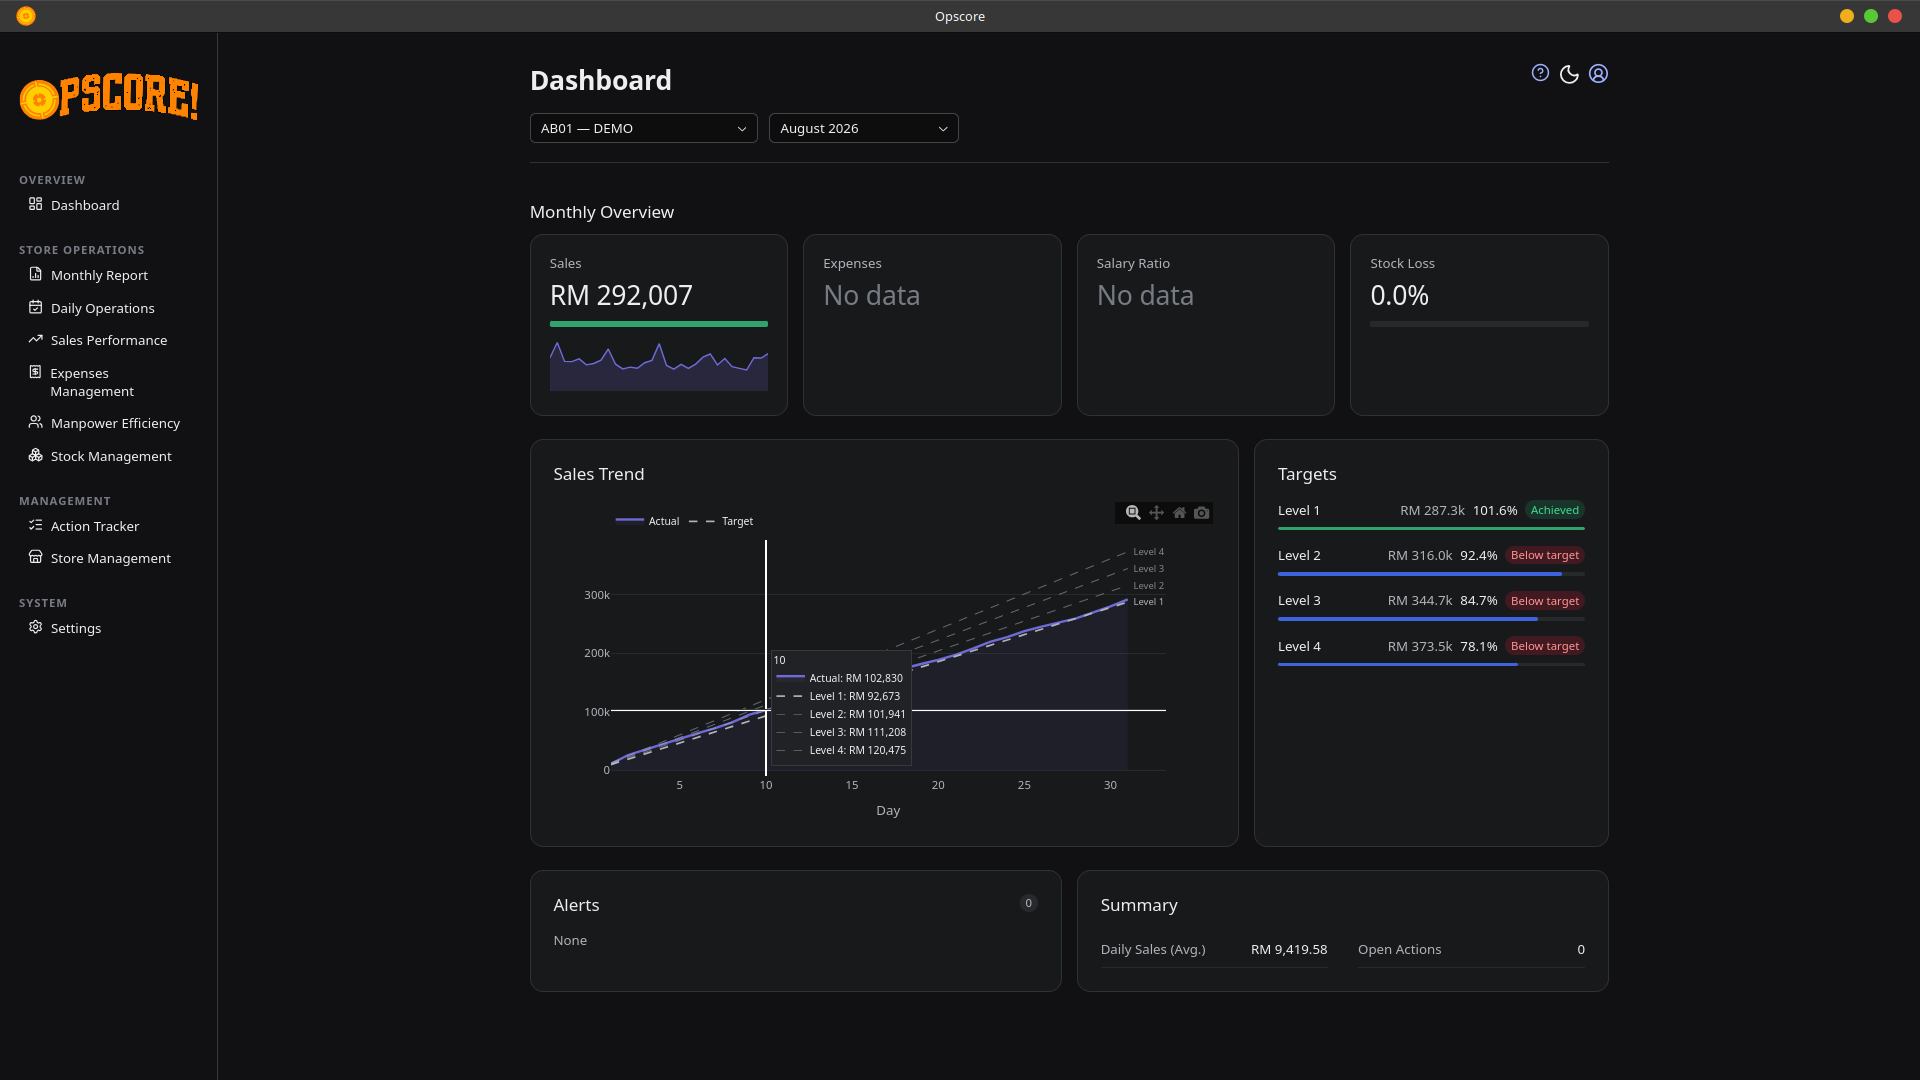 Opscore
OPSCORE!
OVERVIEW
Dashboard
STORE OPERATIONS
Monthly Report
Daily Operations
Sales Performance
Expenses
Management
Manpower Efficiency
Stock Management
MANAGEMENT
Action Tracker
Store Management
SYSTEM
Settings
Dashboard
AB01 — DEMO
August 2026
Monthly Overview
Sales
RM 292,007
Expenses
No data
Salary Ratio
No data
Stock Loss
0.0%
Sales Trend
Actual
Target
Level 4
Level 3
Level 2
Level 1
300k
200k
100k
0
10
Actual: RM 102,830
Level 1: RM 92,673
Level 2: RM 101,941
Level 3: RM 111,208
Level 4: RM 120,475
5 10 15 20 25 30
Day
Targets
Level 1 RM 287.3k 101.6% Achieved
Level 2 RM 316.0k 92.4% Below target
Level 3 RM 344.7k 84.7% Below target
Level 4 RM 373.5k 78.1% Below target
Alerts 0
None
Summary
Daily Sales (Avg.) RM 9,419.58
Open Actions 0